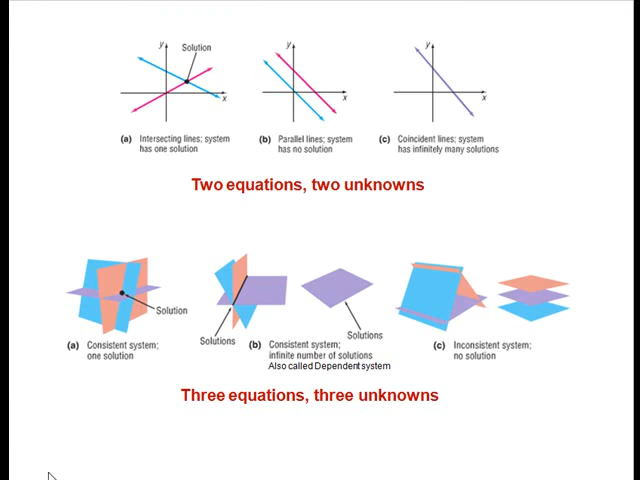 y
Solution
x
y
x
y
x
(a) Intersecting lines; system
has one solution
(b) Parallel lines; system
has no solution
(c) Coincident lines; system
has infinitely many solutions
Two equations, two unknowns
Solution
Solutions
Solutions
(a) Consistent system;
one solution
(b) Consistent system;
infinite number of solutions
Also called Dependent system
(c) Inconsistent system;
no solution
Three equations, three unknowns